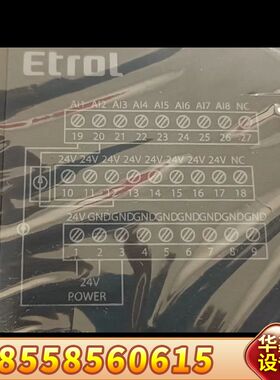 Etrol
AI1 AI2 AI3 AI4 AI5 AI6 AI7 AI8 NC
19 20 21 22 23 24 25 26 27
24V 24V 24V 24V 24V 24V 24V 24V NC
10 11 12 13 14 15 16 17 18
24V GND GND GND GND GND GND GND GND
1 2 3 4 5 6 7 8 9
24V
POWER
8558560615
设